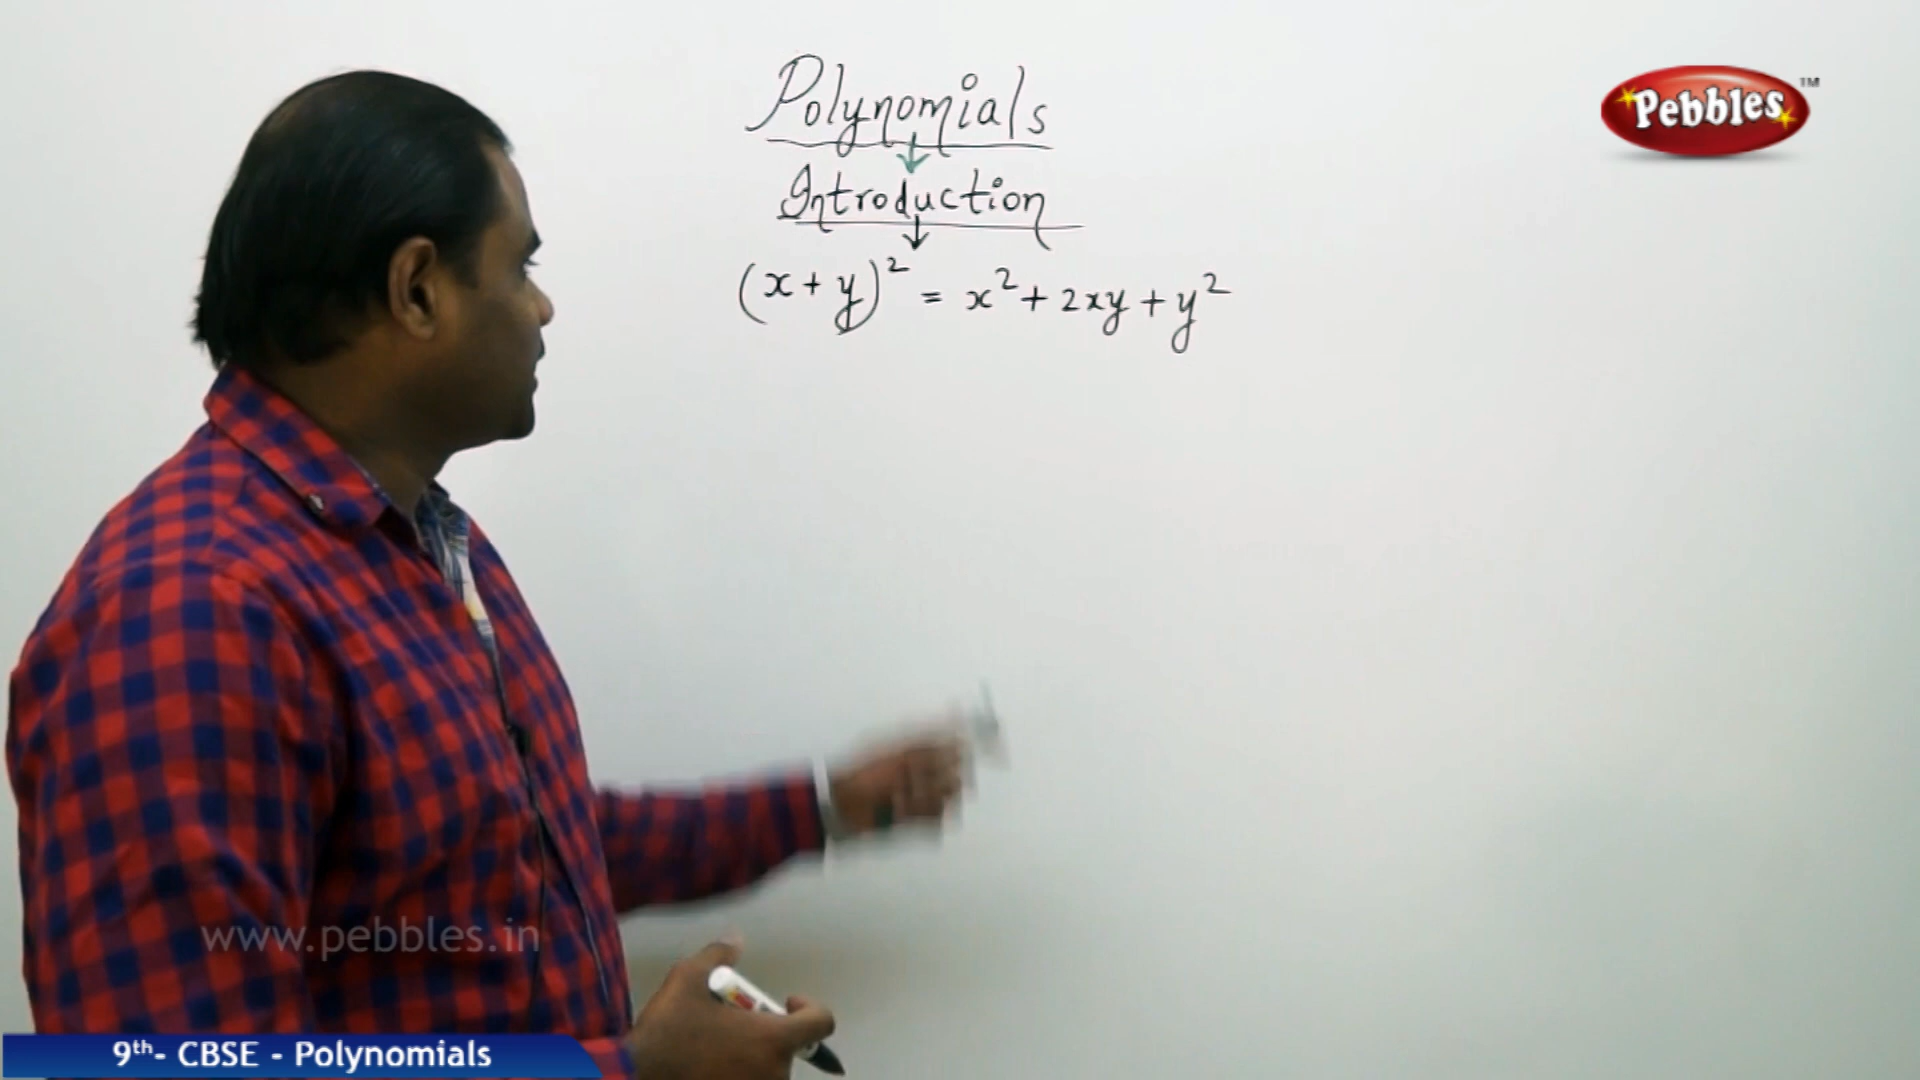 Polynomials
Introduction
(x + y)² = x² + 2xy + y²
Pebbles™
www.pebbles.in
9th- CBSE - Polynomials